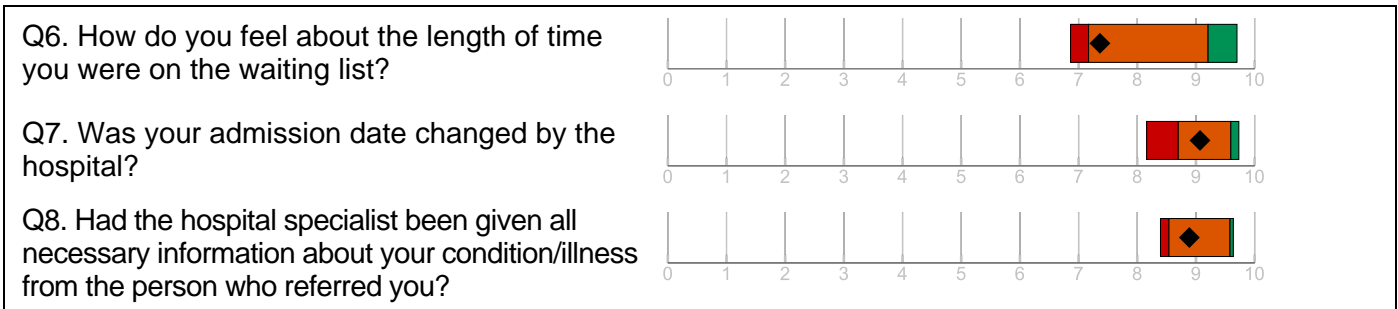 Q6. How do you feel about the length of time
you were on the waiting list?
0 1 2 3 4 5 6 7 8 9 10
Q7. Was your admission date changed by the
hospital?
0 1 2 3 4 5 6 7 8 9 10
Q8. Had the hospital specialist been given all
necessary information about your condition/illness
from the person who referred you?
0 1 2 3 4 5 6 7 8 9 10